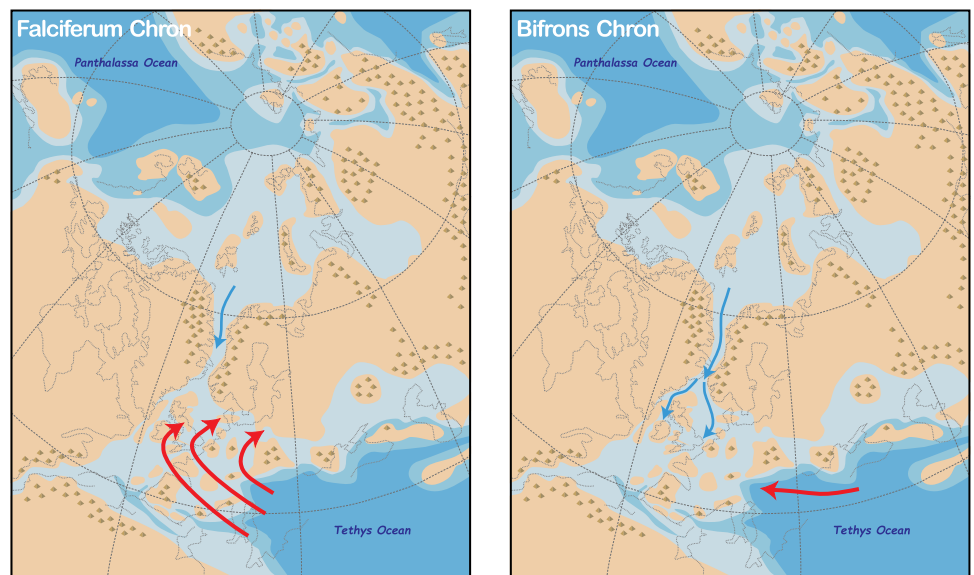 Falciferum Chron
Panthalassa Ocean
Tethys Ocean
Bifrons Chron
Panthalassa Ocean
Tethys Ocean